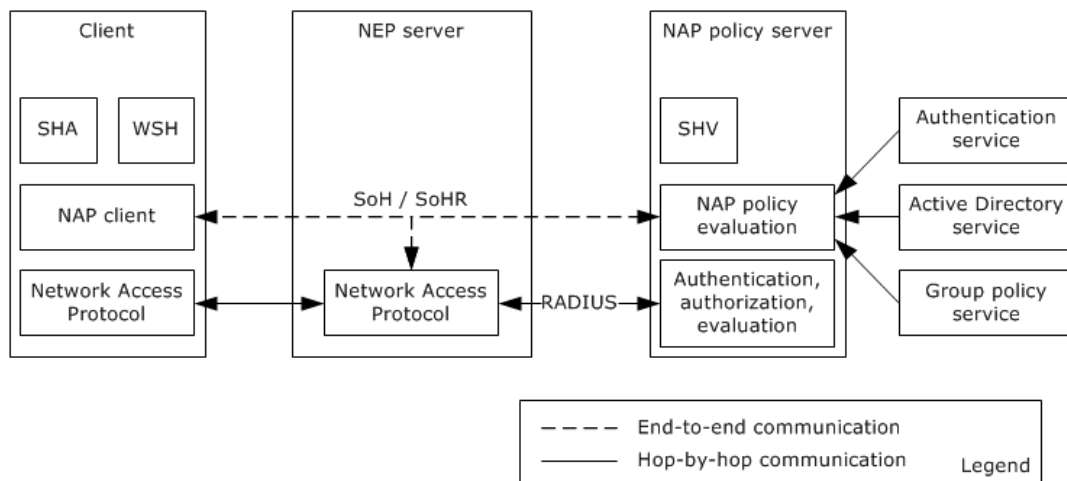 Client
NEP server
NAP policy server
SHA
WSH
SHV
Authentication
service
NAP client
SoH / SoHR
NAP policy
evaluation
Active Directory
service
Network Access
Protocol
Network Access
Protocol
RADIUS
Authentication,
authorization,
evaluation
Group policy
service
End-to-end communication
Hop-by-hop communication
Legend